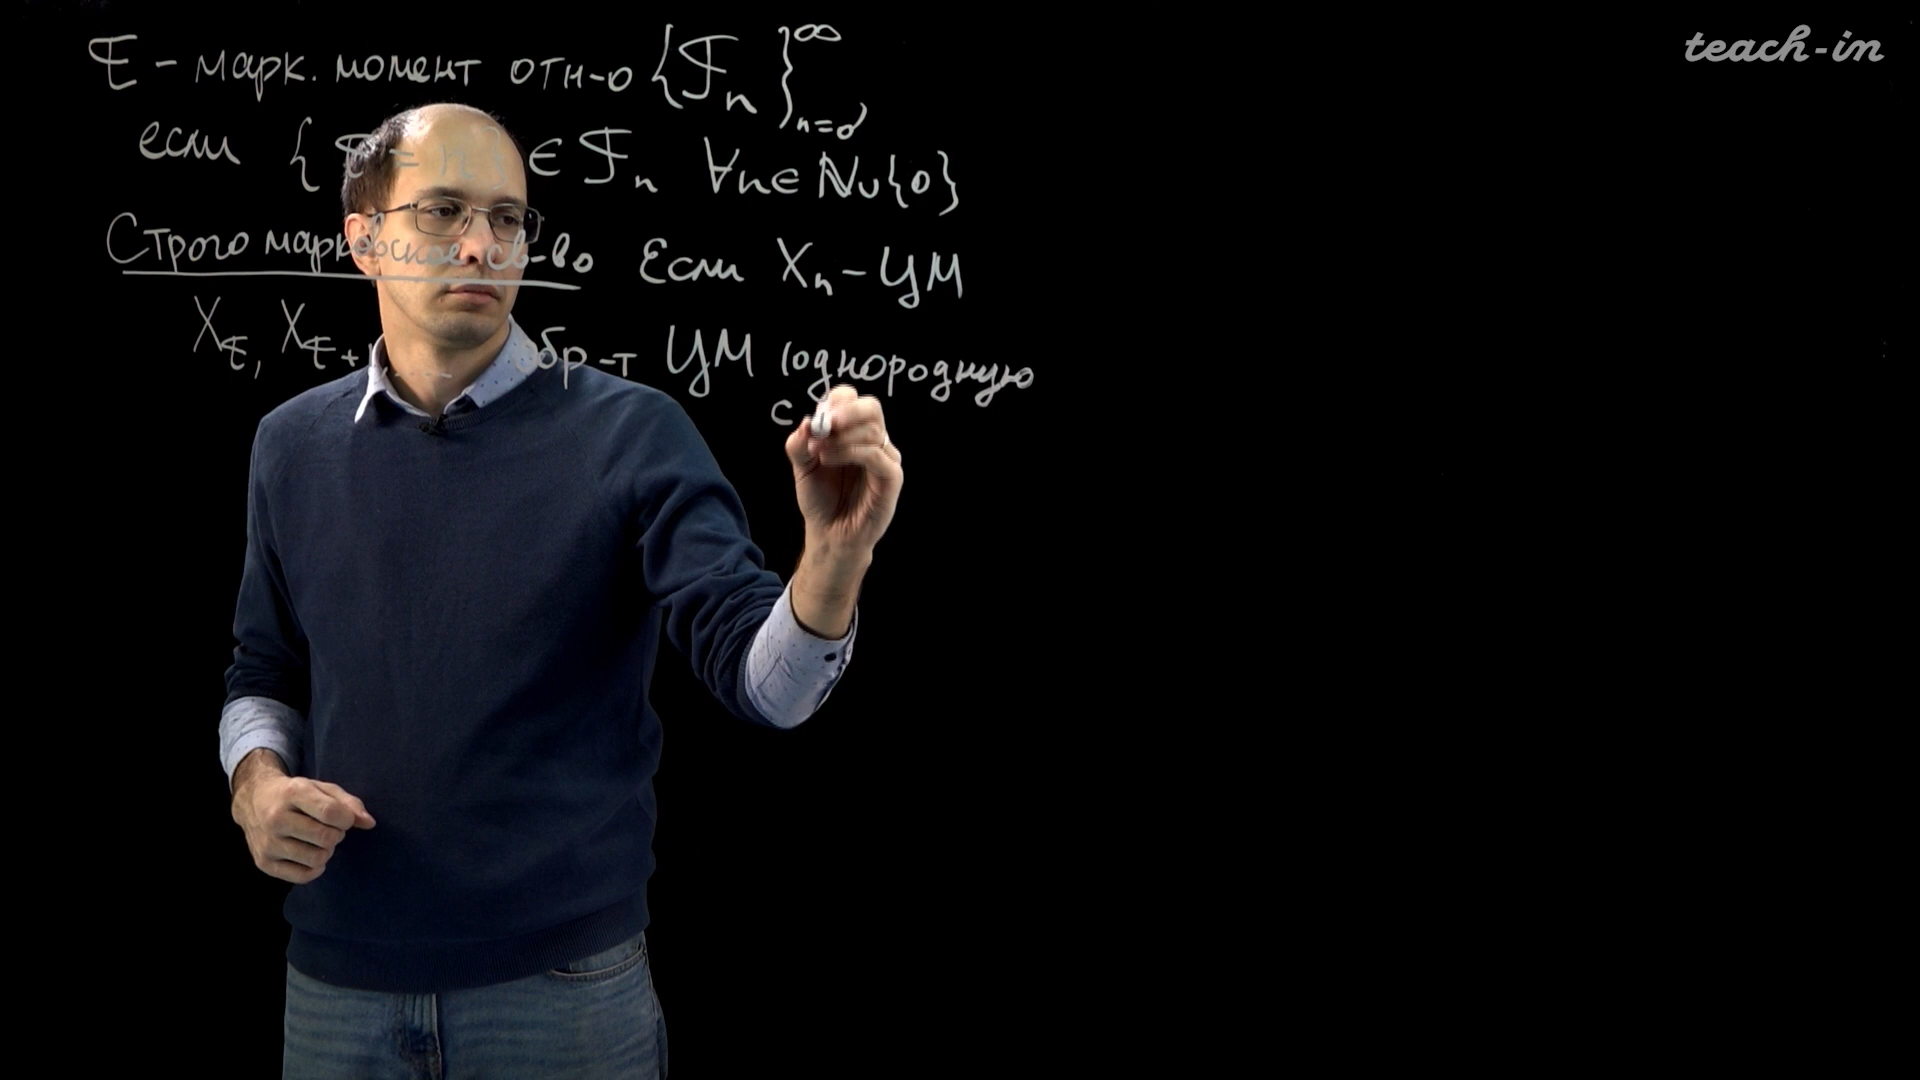 teach-in
τ - марк. момент отн-о {ℱ_n}_{n=0}^∞
если {τ = n} ∈ ℱ_n ∀n∈ ℕ∪{0}
Строго марковское св-во Если X_n - ЦМ
X_τ, X_{τ+1}, ... обр-т ЦМ (однородную
с